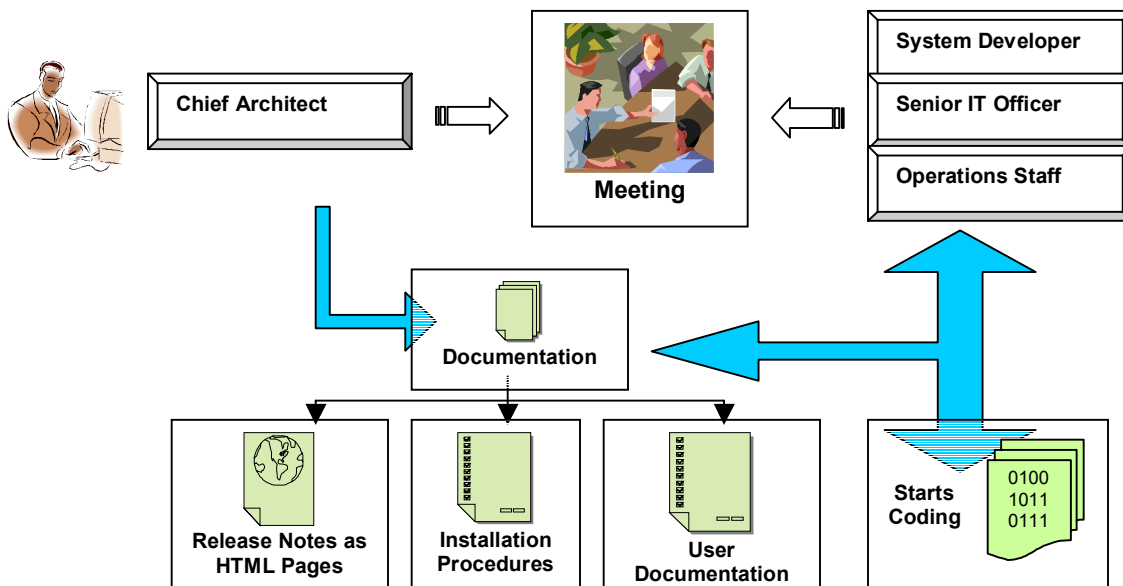 Chief Architect
Meeting
System Developer
Senior IT Officer
Operations Staff
Documentation
Release Notes as
HTML Pages
Installation
Procedures
User
Documentation
Starts
Coding
0100
1011
0111